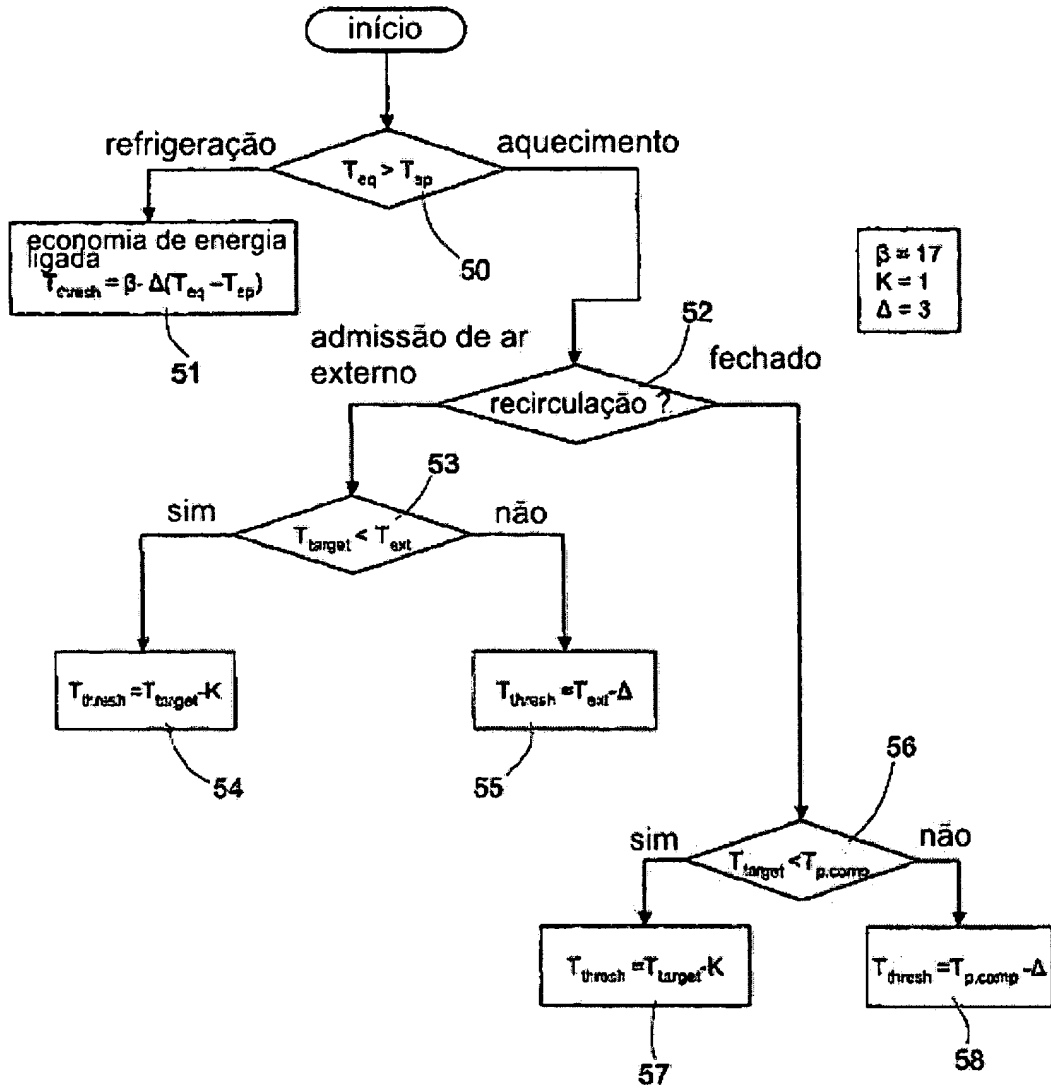 início
refrigeração
aquecimento
T_eq > T_sp
50
economia de energia
ligada
T_thresh = β- Δ(T_eq – T_sp)
51
β = 17
K = 1
Δ = 3
52
admissão de ar
externo
fechado
recirculação ?
53
sim
não
T_target < T_ext
T_thresh = T_target-K
T_thresh = T_ext-Δ
54
55
56
sim
não
T_target < T_p.comp
T_thresh = T_target-K
T_thresh = T_p.comp -Δ
57
58